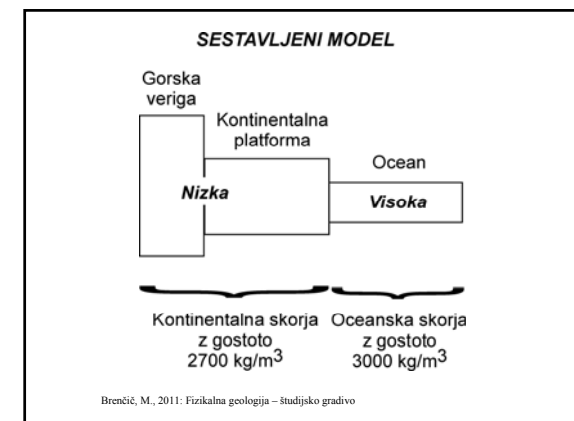 SESTAVLJENI MODEL
Gorska
veriga
Kontinentalna
platforma
Ocean
Nizka
Visoka
Kontinentalna skorja
z gostoto
2700 kg/m³
Oceanska skorja
z gostoto
3000 kg/m³
Brenčič, M., 2011: Fizikalna geologija – študijsko gradivo